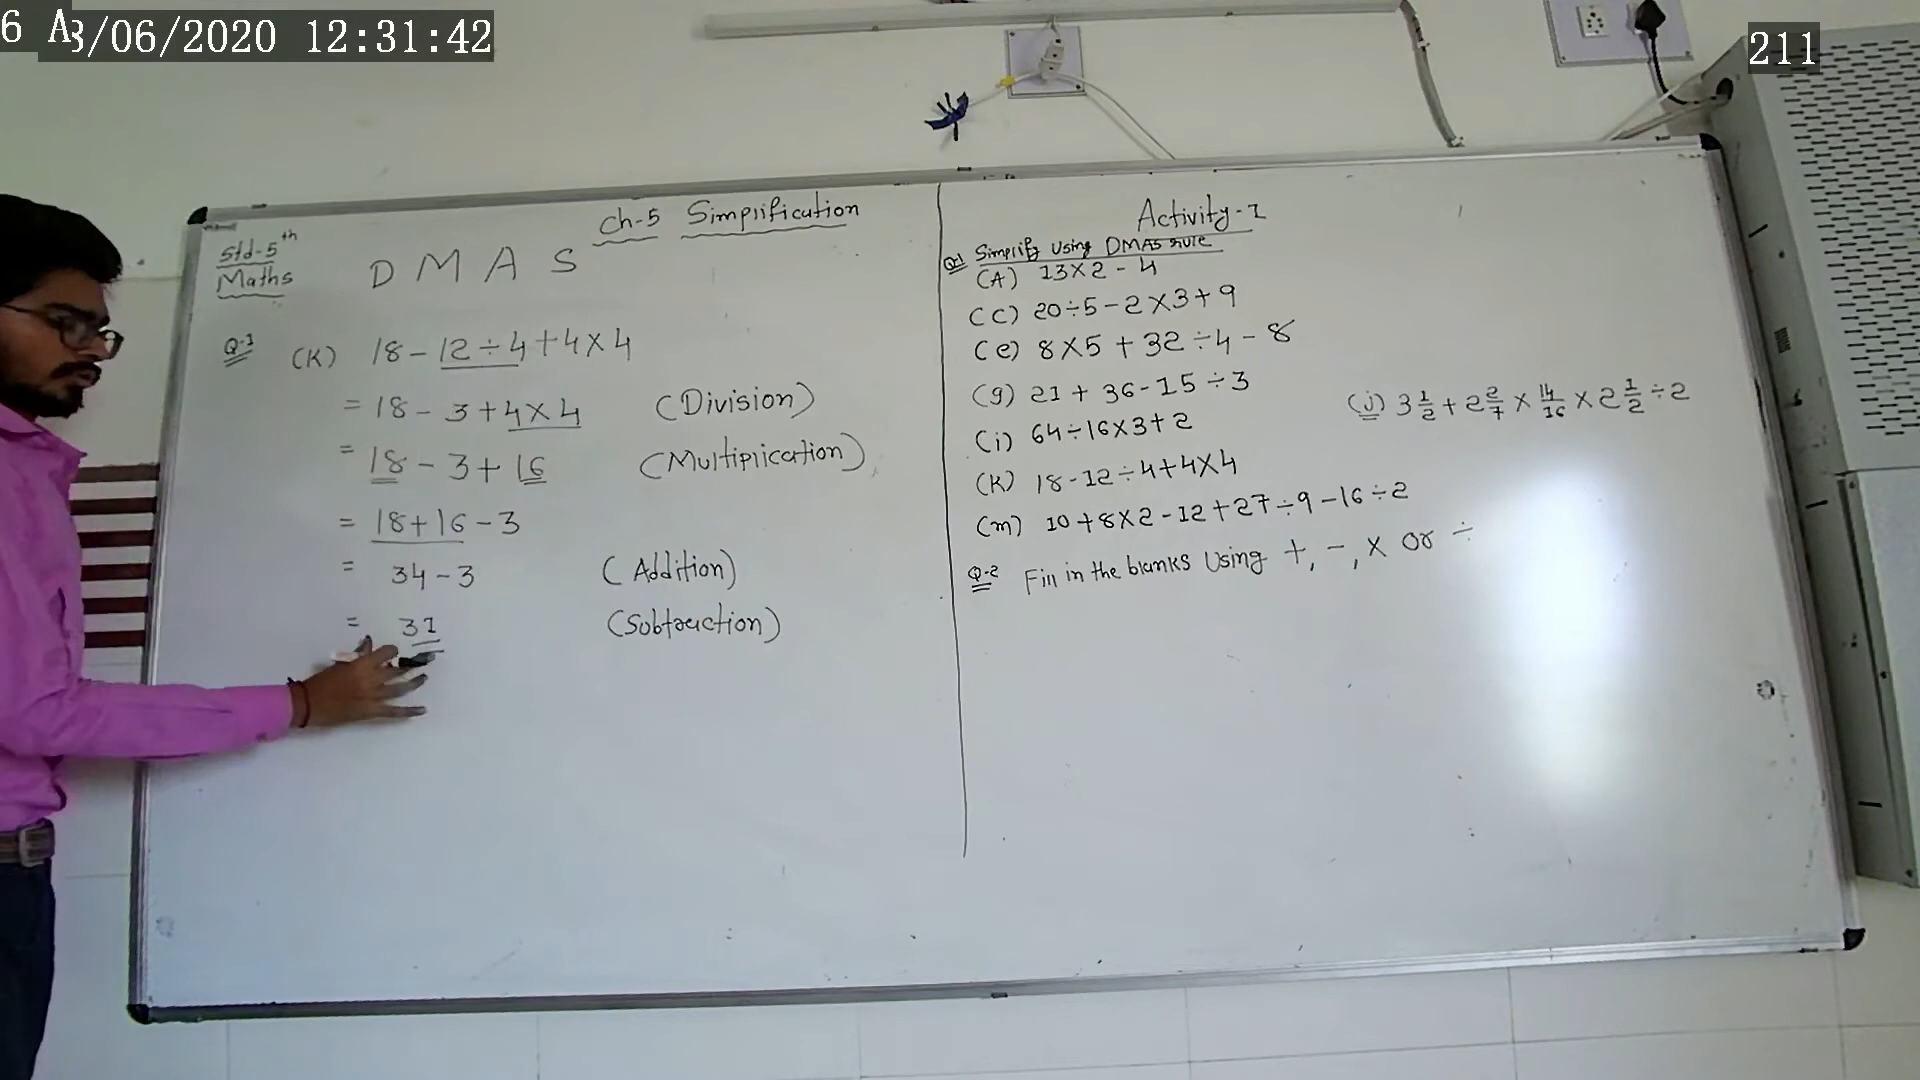 6 A
3/06/2020 12:31:42
211
Std-5th
Maths
Ch-5 Simplification
D M A S
Q-1 (K) 18-12÷4+4×4
= 18-3+4×4 (Division)
= 18-3+16 (Multiplication)
= 18+16-3
= 34-3 (Addition)
= 31 (Subtraction)
Activity-1
Q-1 Simplify Using DMAS rule
(A) 13×2-4
(C) 20÷5-2×3+9
(e) 8×5+32÷4-8
(g) 21+36-15÷3
(i) 64÷16×3+2
(j) 3 1/2 + 2 2/7 × 14/16 × 2 1/2 ÷ 2
(K) 18-12÷4+4×4
(m) 10+8×2-12+27÷9-16÷2
Q-2 Fill in the blanks Using +, -, × or ÷